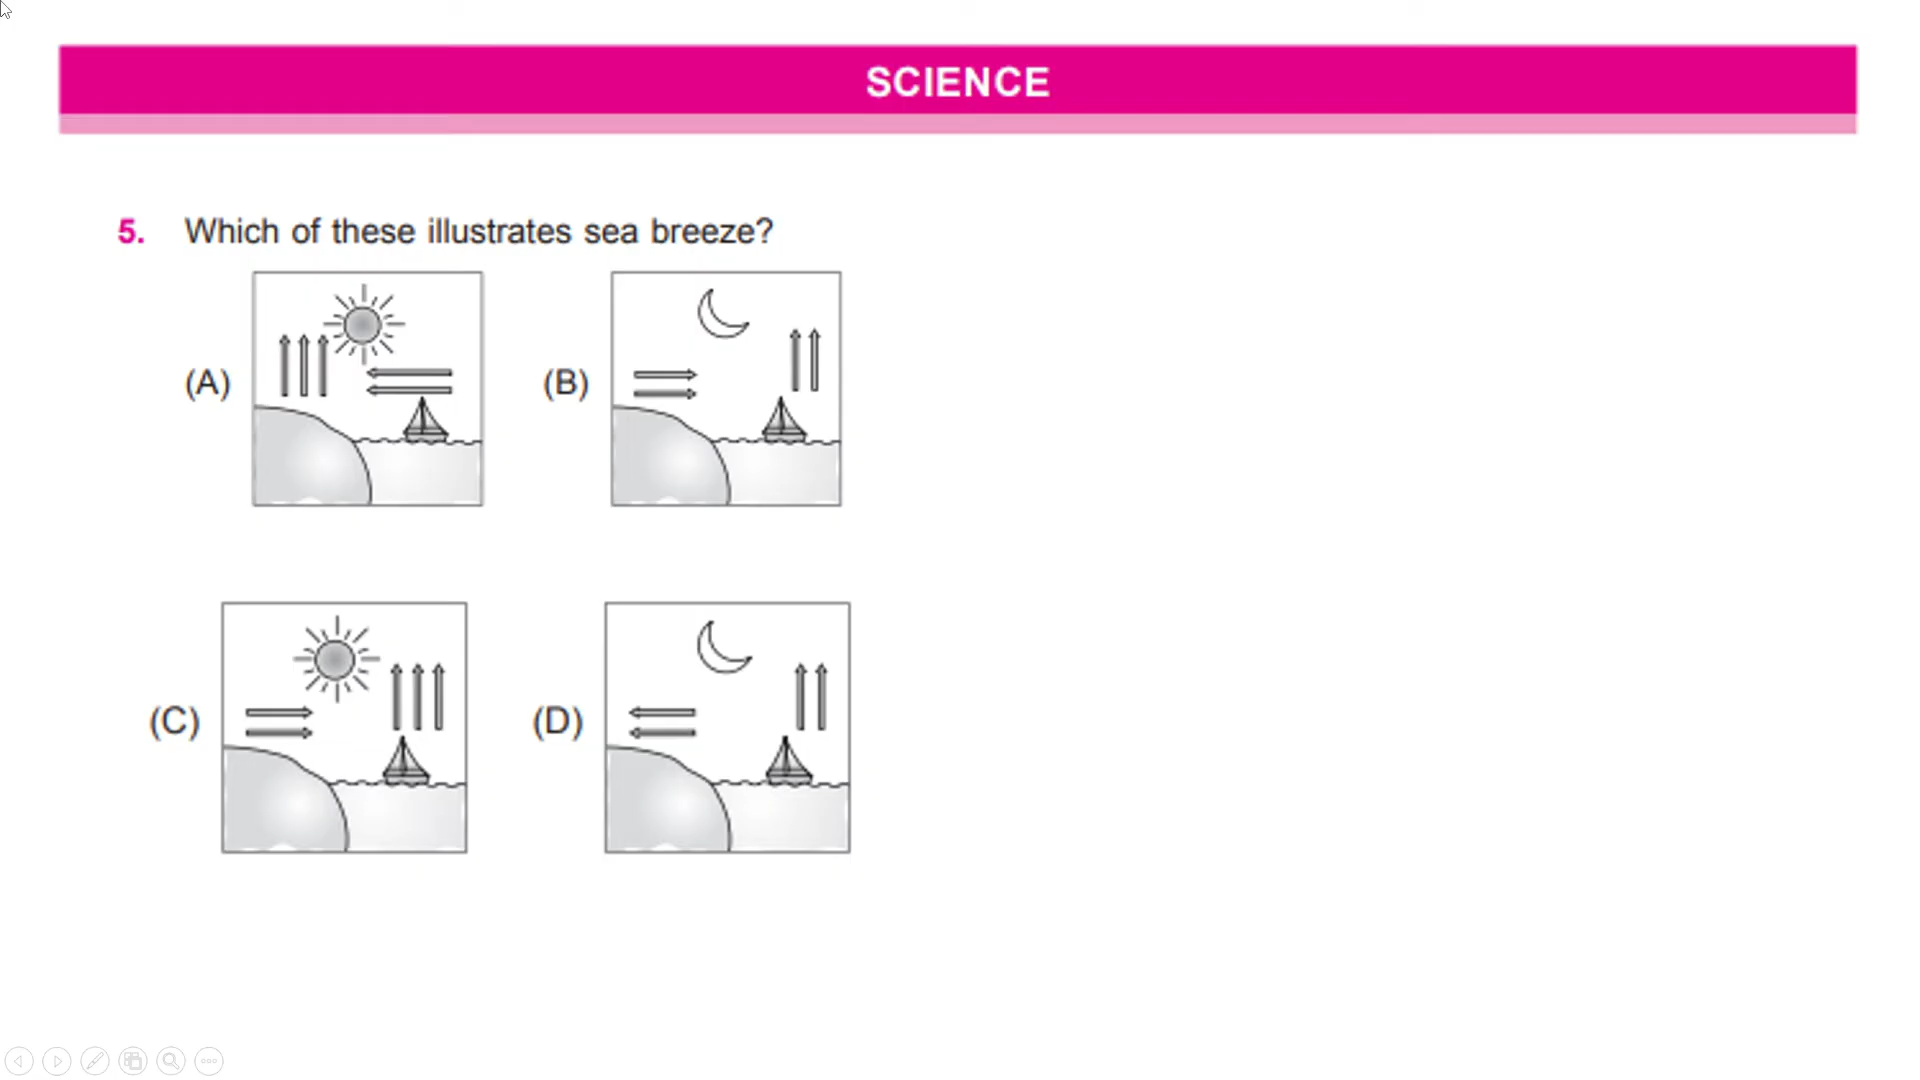 SCIENCE
5. Which of these illustrates sea breeze?
(A) (B)
(C) (D)